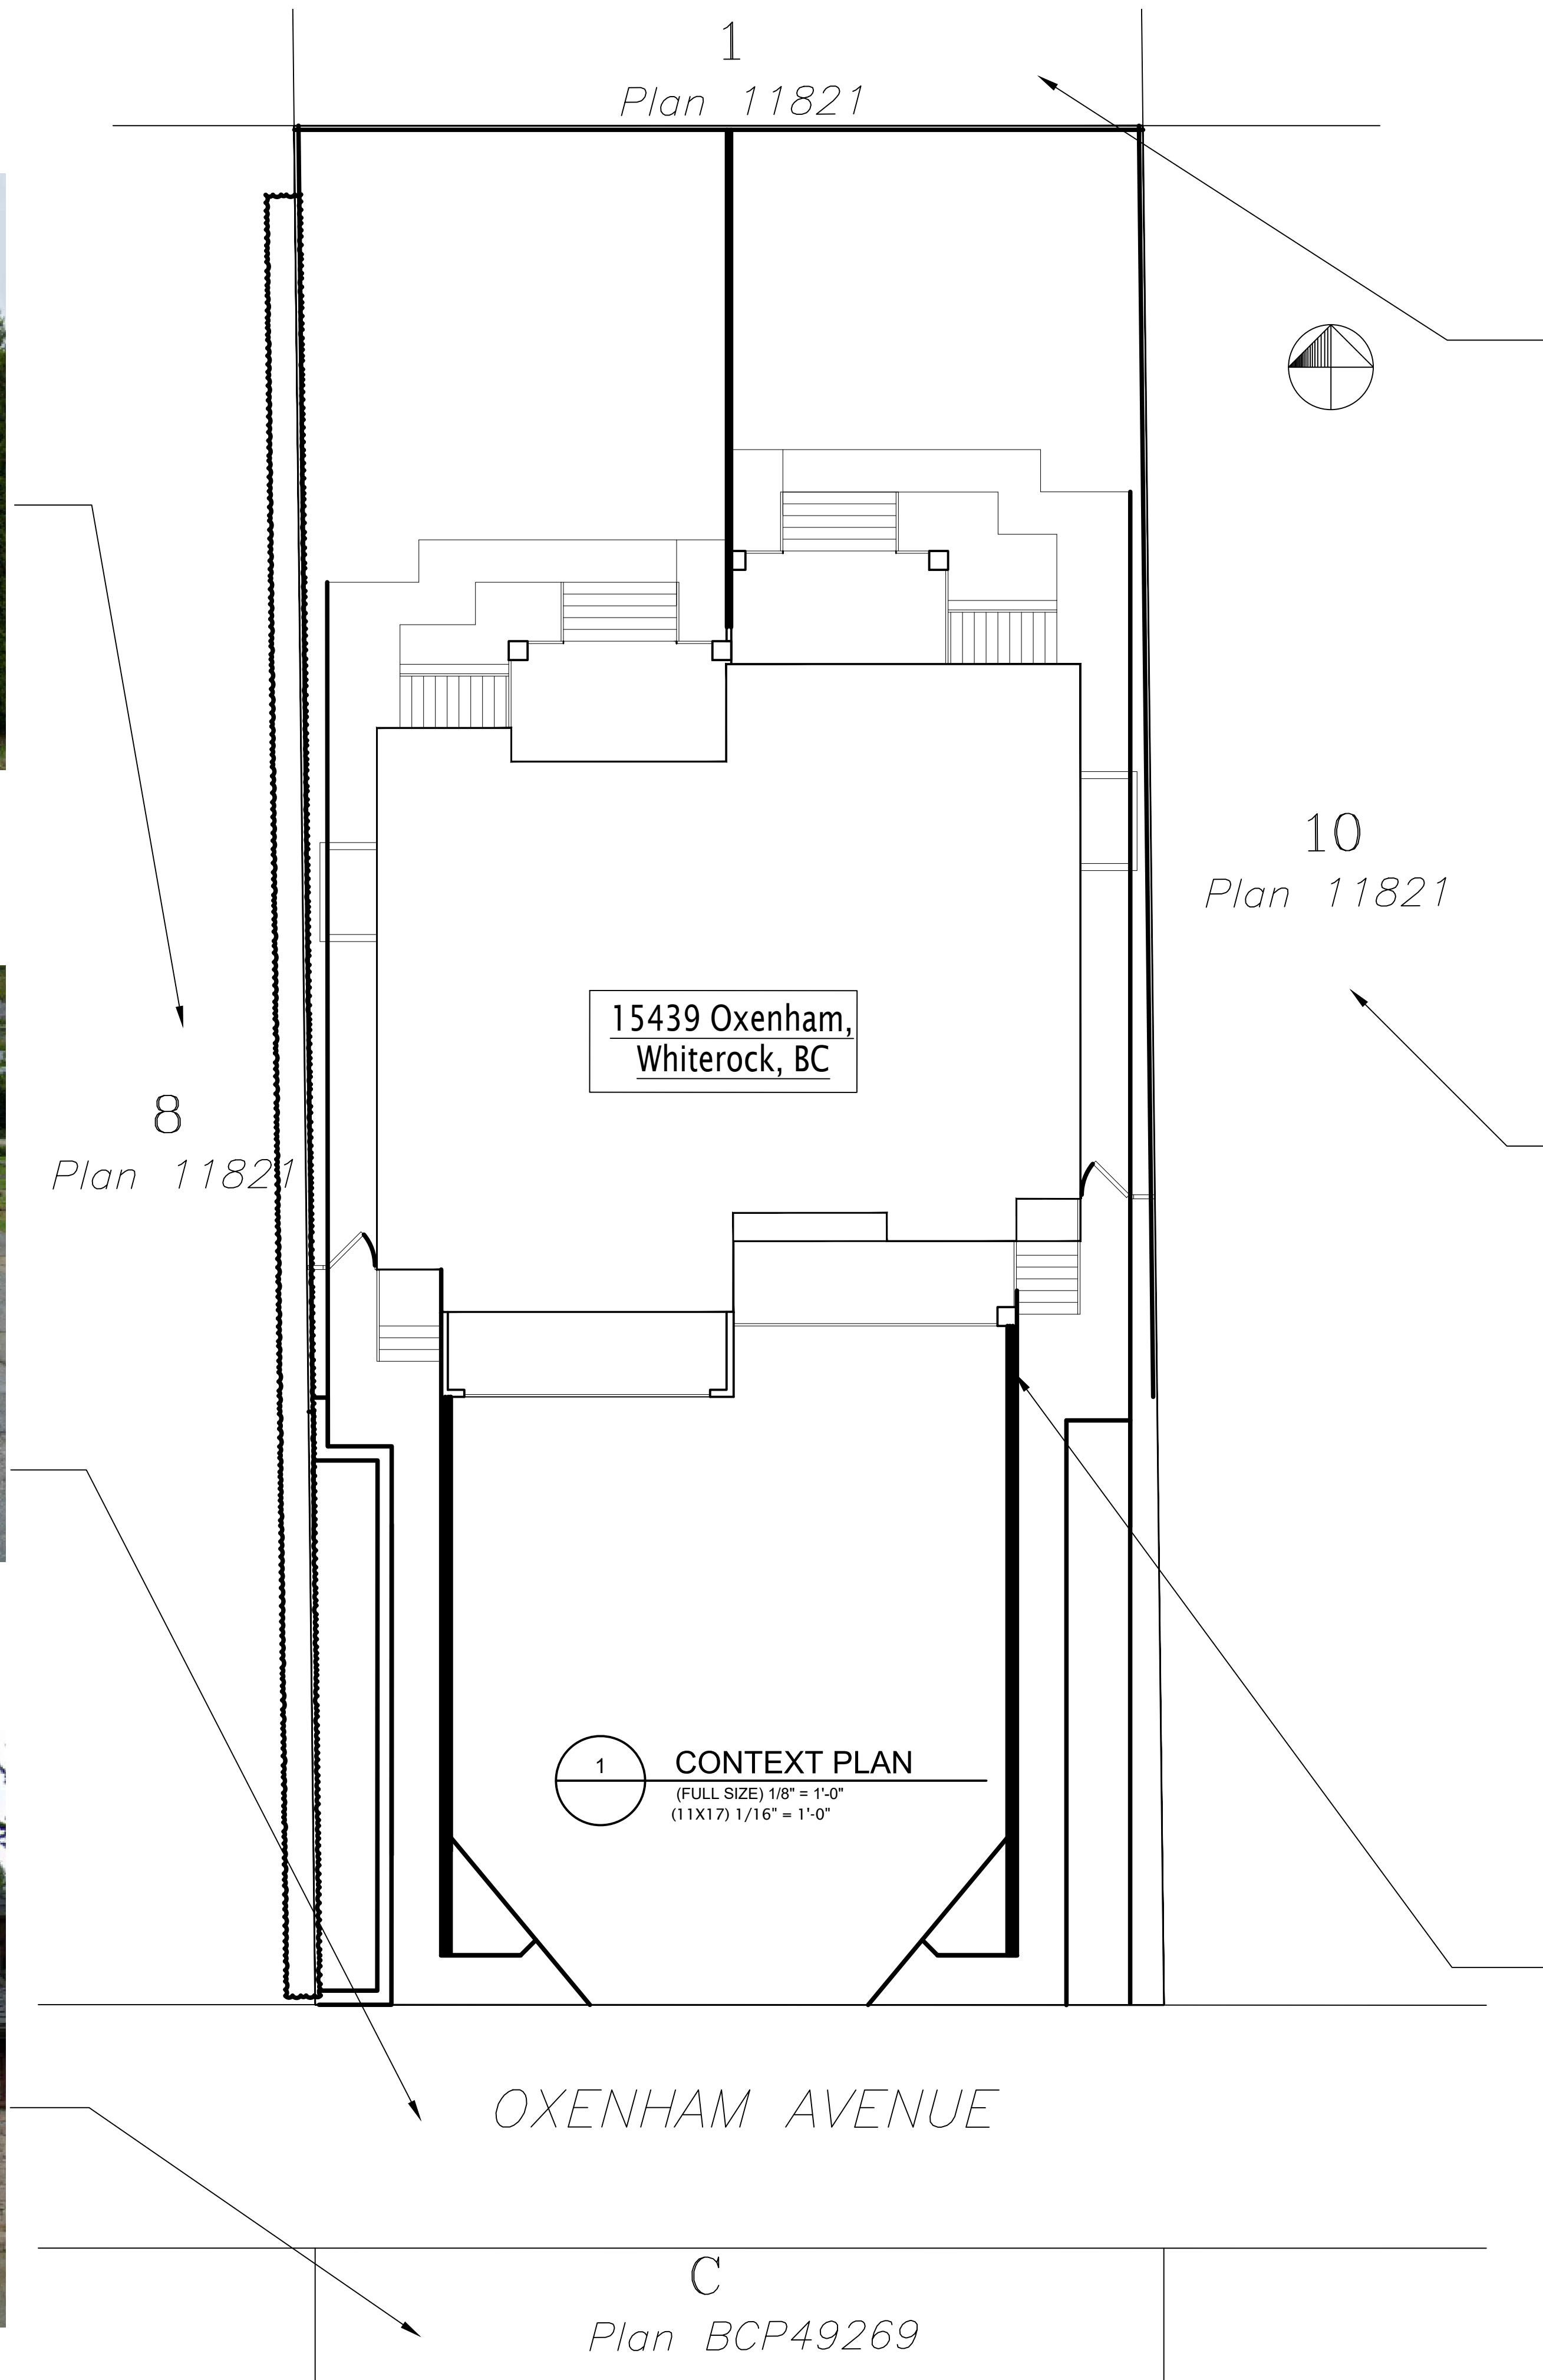 1
Plan 11821
10
Plan 11821
15439 Oxenham,
Whiterock, BC
8
Plan 11821
1
CONTEXT PLAN
(FULL SIZE) 1/8" = 1'-0"
(11X17) 1/16" = 1'-0"
OXENHAM AVENUE
C
Plan BCP49269